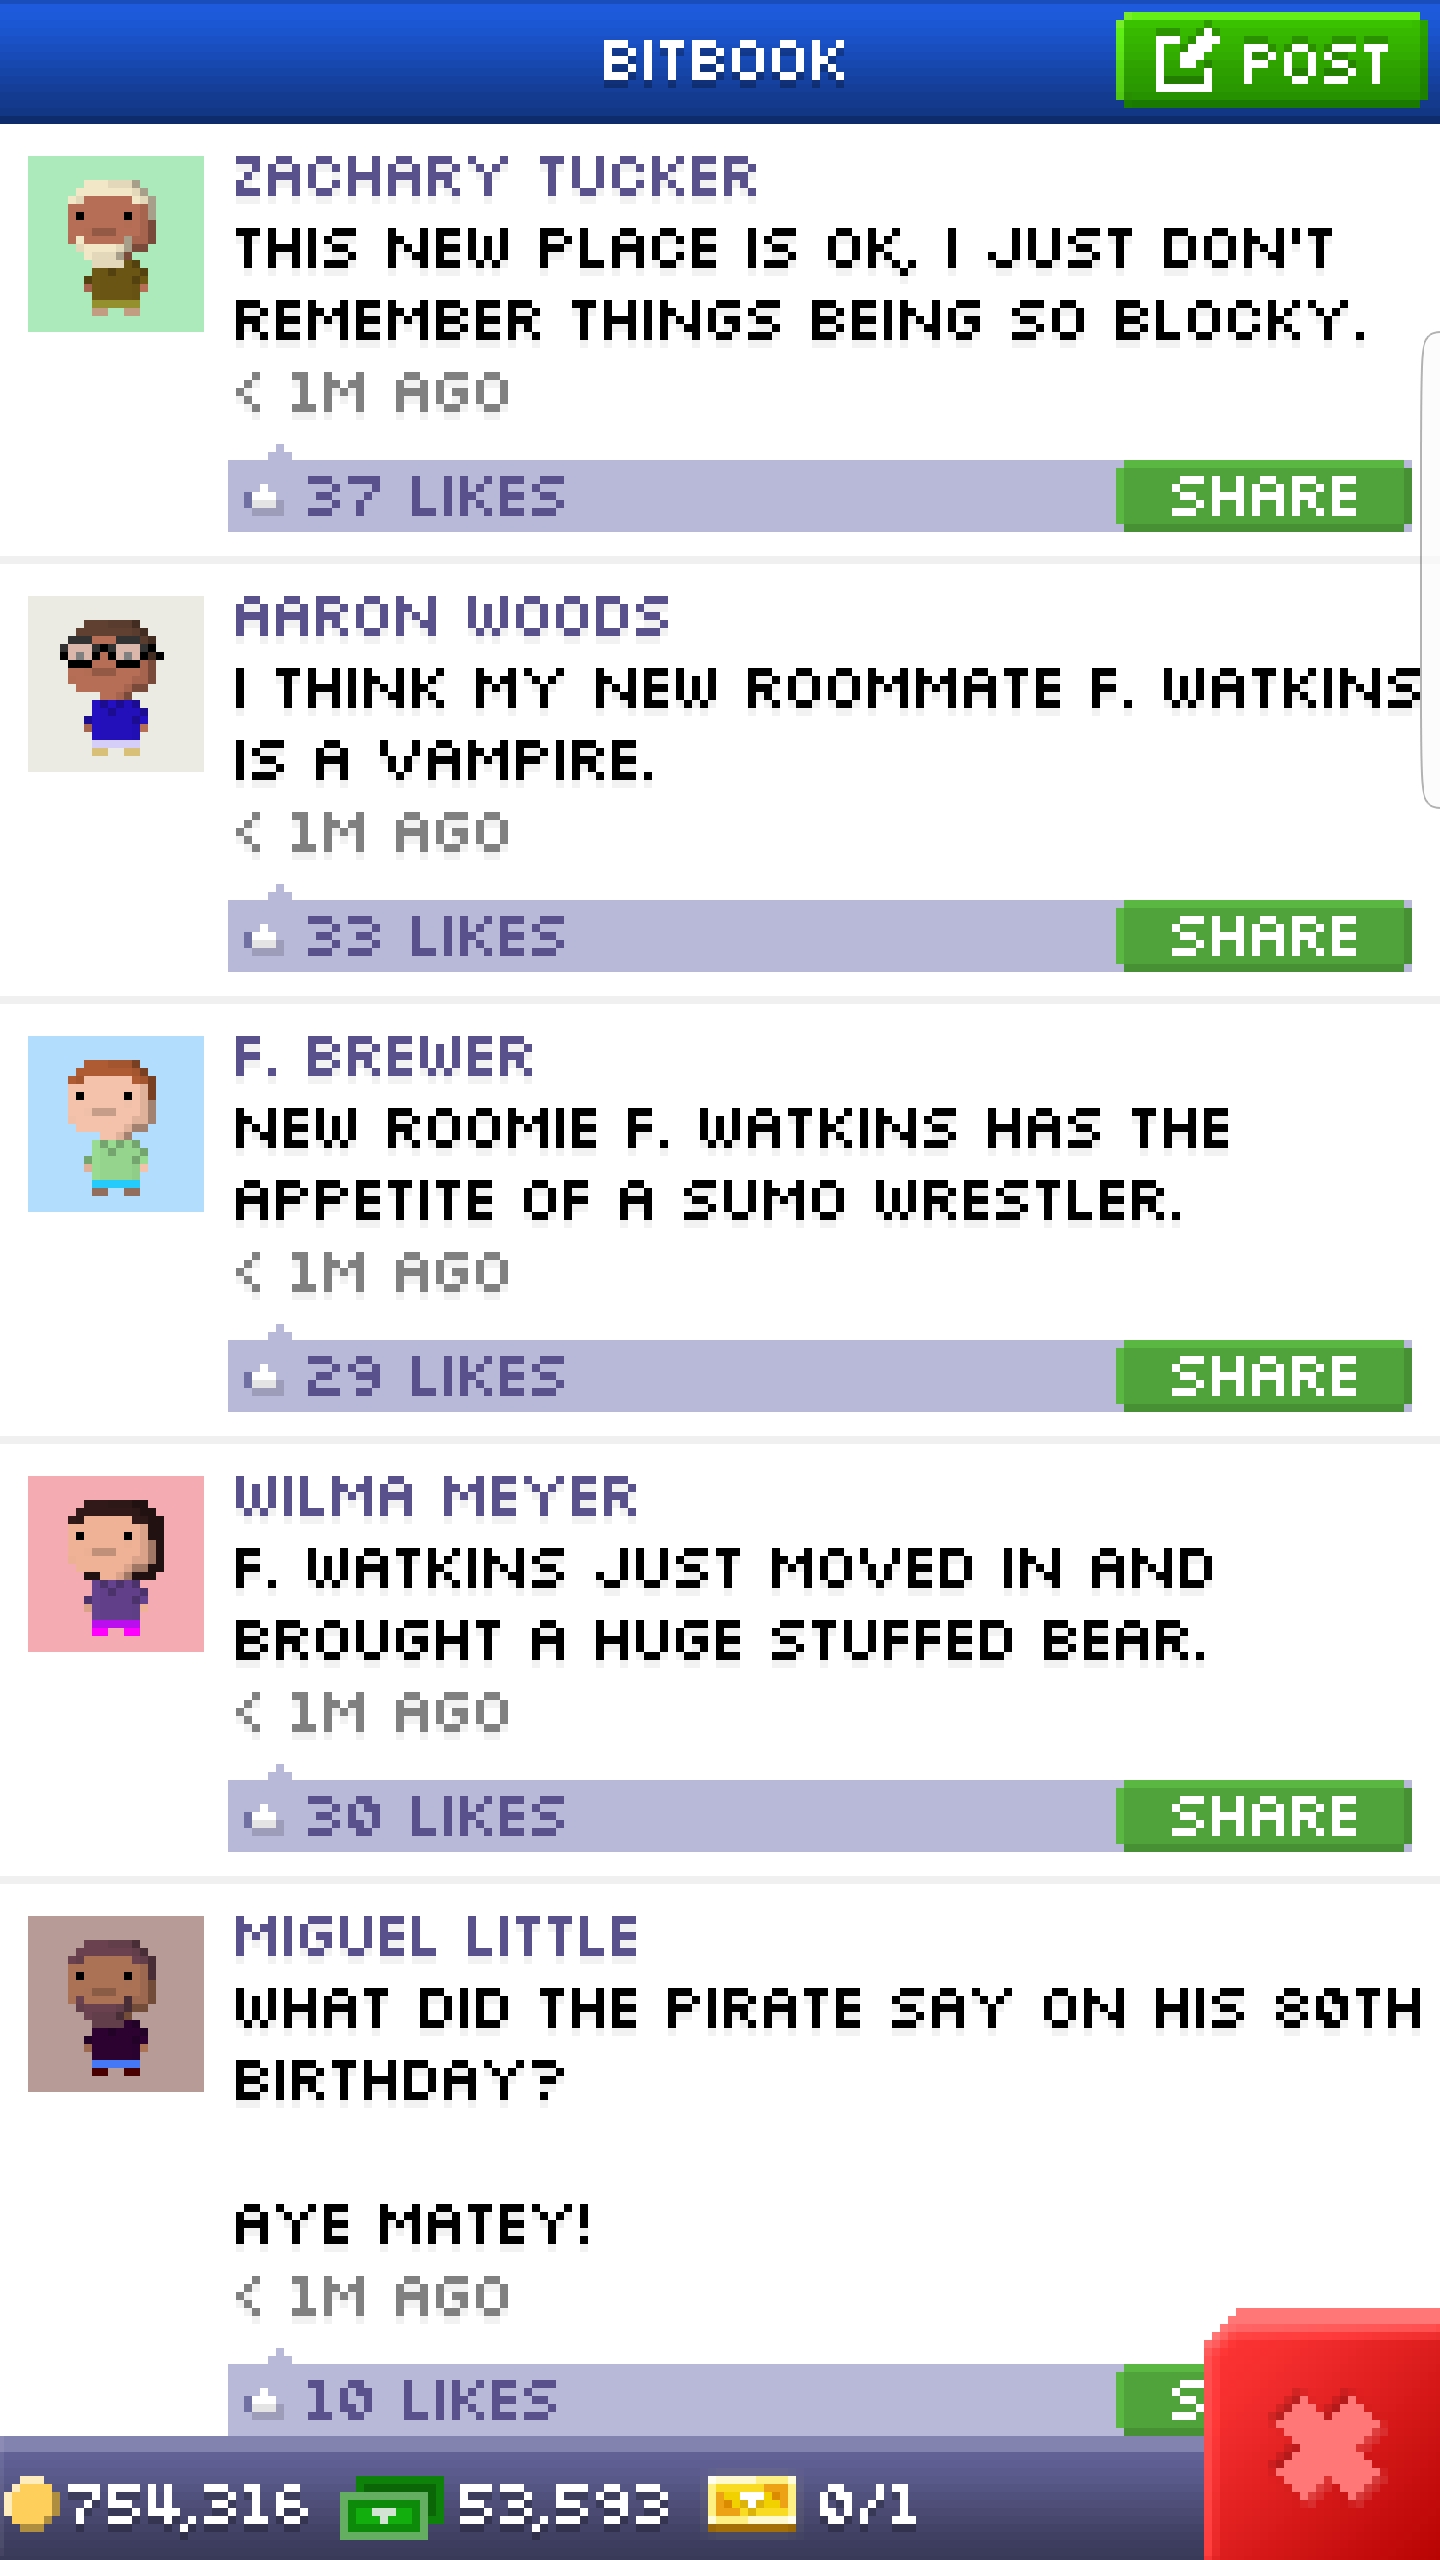 BITBOOK
POST
ZACHARY TUCKER
THIS NEW PLACE IS OK, I JUST DON'T
REMEMBER THINGS BEING SO BLOCKY.
< 1M AGO
37 LIKES
SHARE
AARON WOODS
I THINK MY NEW ROOMMATE F. WATKINS
IS A VAMPIRE.
< 1M AGO
33 LIKES
SHARE
F. BREWER
NEW ROOMIE F. WATKINS HAS THE
APPETITE OF A SUMO WRESTLER.
< 1M AGO
29 LIKES
SHARE
WILMA MEYER
F. WATKINS JUST MOVED IN AND
BROUGHT A HUGE STUFFED BEAR.
< 1M AGO
30 LIKES
SHARE
MIGUEL LITTLE
WHAT DID THE PIRATE SAY ON HIS 80TH
BIRTHDAY?
AYE MATEY!
< 1M AGO
10 LIKES
S
754,316
53,593
0/1